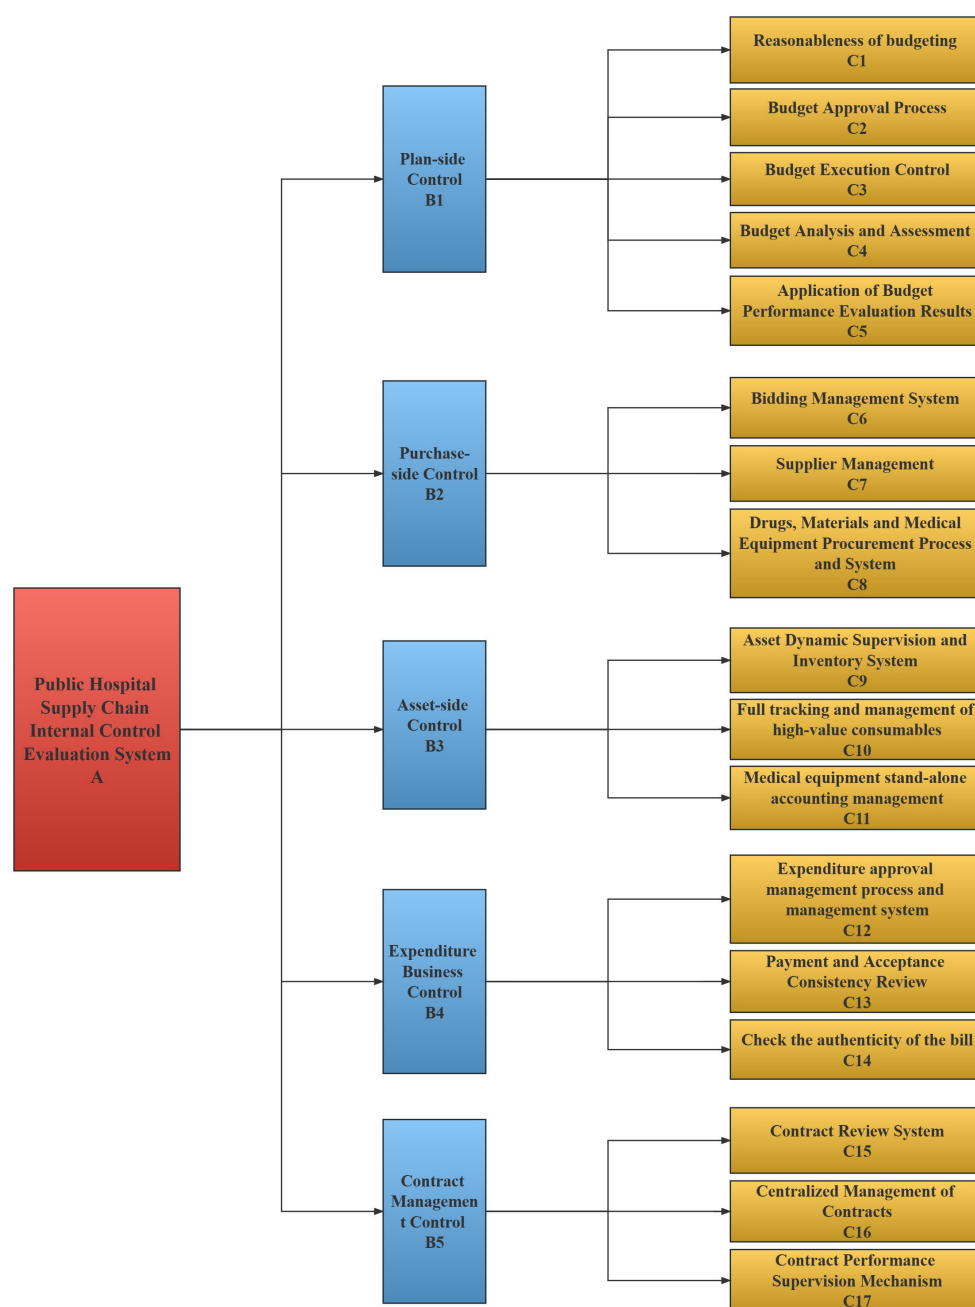 Public Hospital
Supply Chain
Internal Control
Evaluation System
A
Plan-side
Control
B1
Reasonableness of budgeting
C1
Budget Approval Process
C2
Budget Execution Control
C3
Budget Analysis and Assessment
C4
Application of Budget
Performance Evaluation Results
C5
Purchase-
side Control
B2
Bidding Management System
C6
Supplier Management
C7
Drugs, Materials and Medical
Equipment Procurement Process
and System
C8
Asset-side
Control
B3
Asset Dynamic Supervision and
Inventory System
C9
Full tracking and management of
high-value consumables
C10
Medical equipment stand-alone
accounting management
C11
Expenditure
Business
Control
B4
Expenditure approval
management process and
management system
C12
Payment and Acceptance
Consistency Review
C13
Check the authenticity of the bill
C14
Contract
Managemen
t Control
B5
Contract Review System
C15
Centralized Management of
Contracts
C16
Contract Performance
Supervision Mechanism
C17